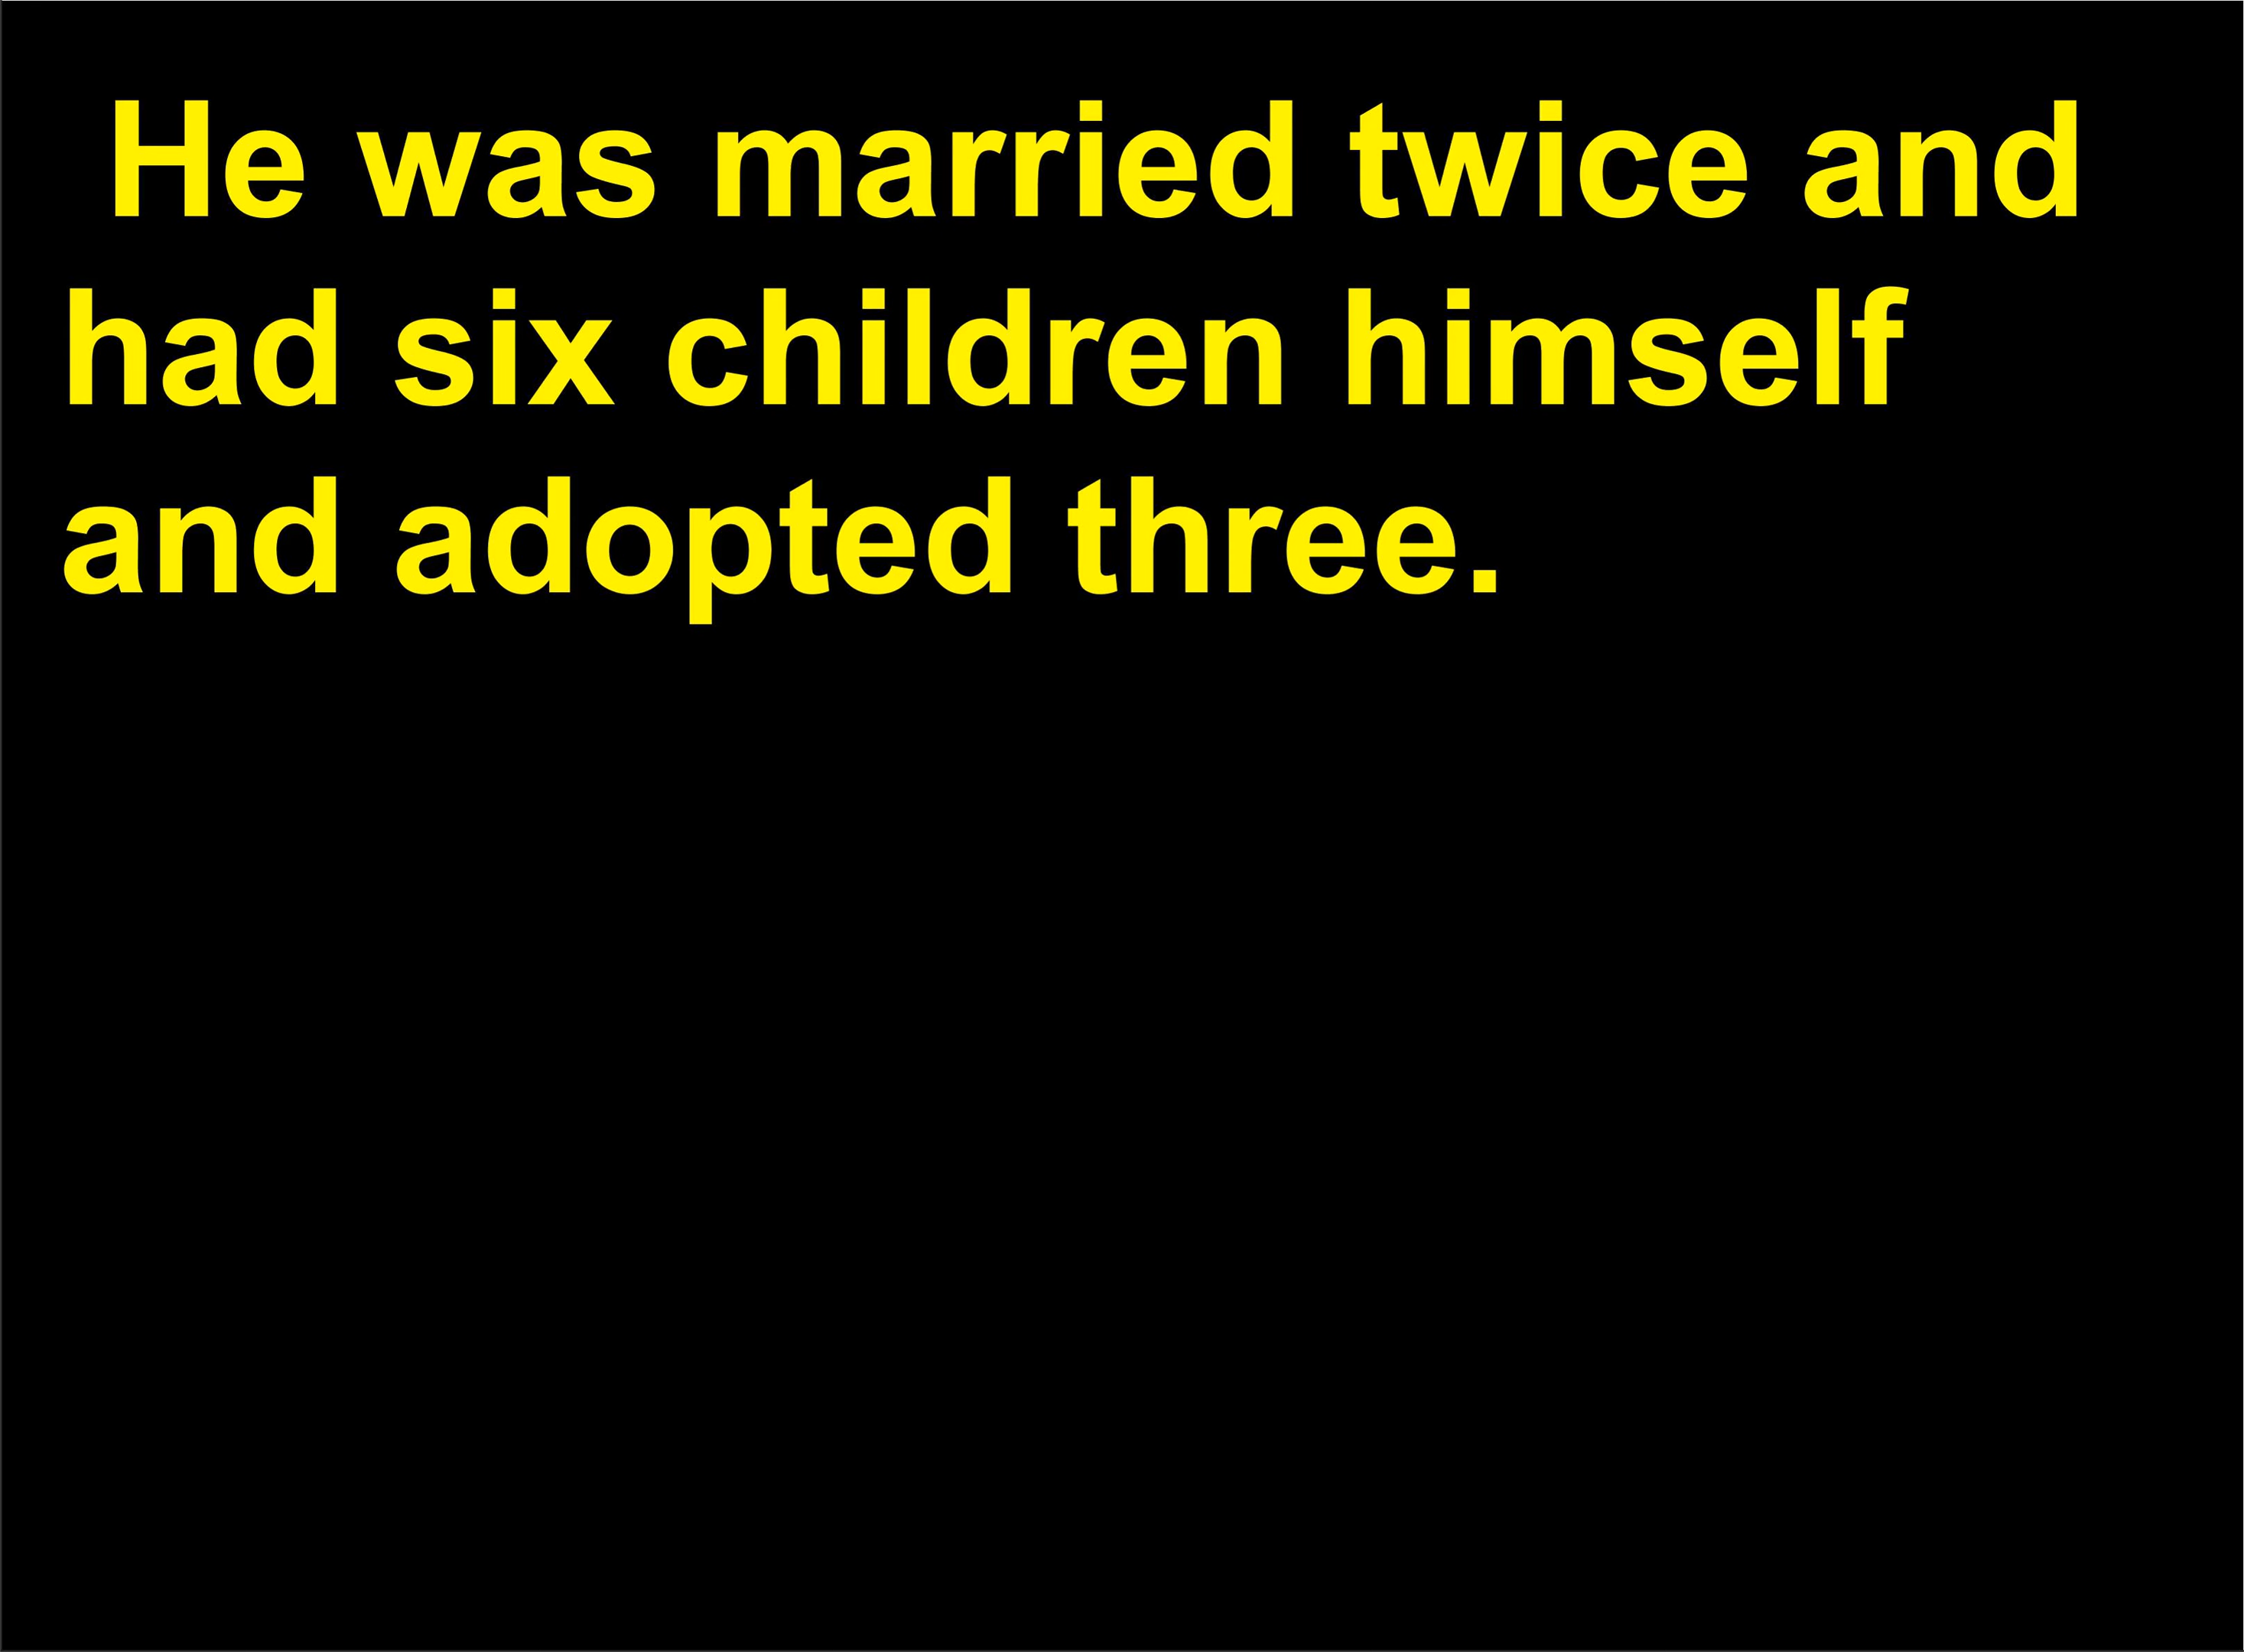 He was married twice and
had six children himself
and adopted three.